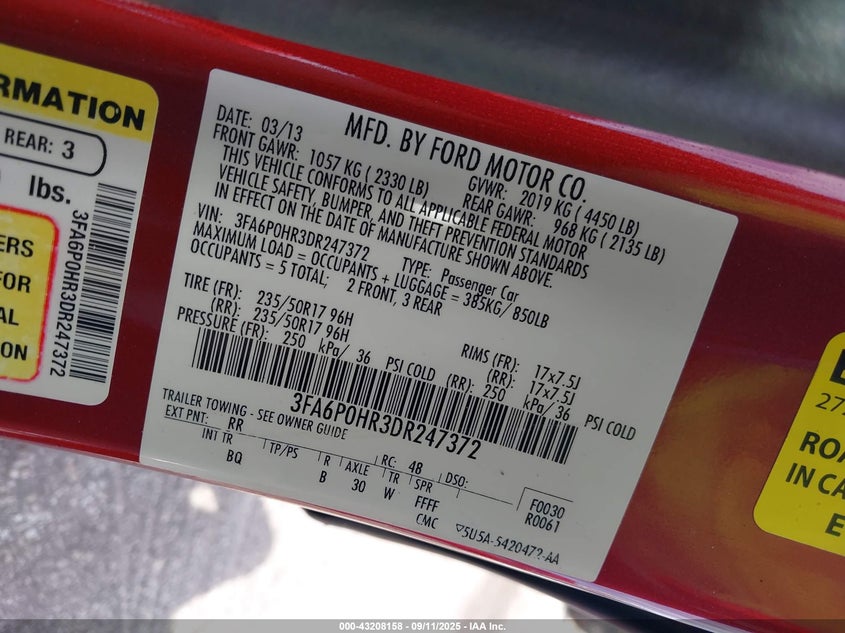 RMATION
REAR: 3
lbs.
3FA6P0HR3DR247372
ERS
FOR
AL
ON
MFD. BY FORD MOTOR CO.
DATE: 03/13 GVWR: 2019 KG ( 4450 LB)
FRONT GAWR: 1057 KG ( 2330 LB) REAR GAWR: 968 KG ( 2135 LB)
THIS VEHICLE CONFORMS TO ALL APPLICABLE FEDERAL MOTOR
VEHICLE SAFETY, BUMPER, AND THEFT PREVENTION STANDARDS
IN EFFECT ON THE DATE OF MANUFACTURE SHOWN ABOVE.
VIN: 3FA6P0HR3DR247372 TYPE: Passenger Car
MAXIMUM LOAD = OCCUPANTS + LUGGAGE = 385KG/ 850LB
OCCUPANTS = 5 TOTAL; 2 FRONT, 3 REAR
TIRE (FR): 235/50R17 96H RIMS (FR): 17x7.5J
(RR): 235/50R17 96H (RR): 17x7.5J
PRESSURE (FR): 250 kPa/ 36 PSI COLD (RR): 250 kPa/36 PSI COLD
3FA6P0HR3DR247372
TRAILER TOWING - SEE OWNER GUIDE
EXT PNT: RR RC: 48 DSO:
INT TR TP/PS R AXLE TR SPR
BQ B 30 W FFFF
CMC
F0030
R0061
5U5A-5420472-AA
27
ROA
IN CA
E
000-43208158 - 09/11/2025 - IAA Inc.